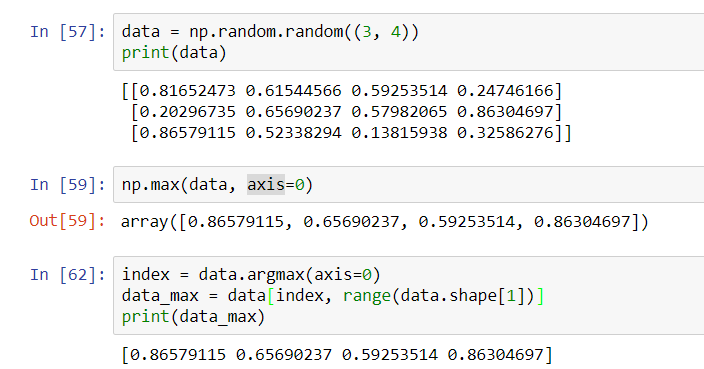 In [57]: data = np.random.random((3, 4))
print(data)
[[0.81652473 0.61544566 0.59253514 0.24746166]
[0.20296735 0.65690237 0.57982065 0.86304697]
[0.86579115 0.52338294 0.13815938 0.32586276]]
In [59]: np.max(data, axis=0)
Out[59]: array([0.86579115, 0.65690237, 0.59253514, 0.86304697])
In [62]: index = data.argmax(axis=0)
data_max = data[index, range(data.shape[1])]
print(data_max)
[0.86579115 0.65690237 0.59253514 0.86304697]